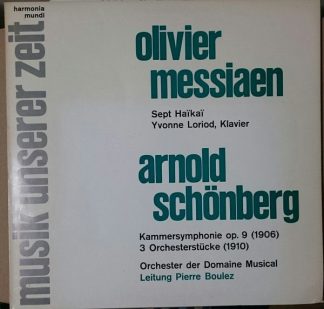 harmonia
mundi
musik unserer zeit
olivier
messiaen
Sept Haïkaï
Yvonne Loriod, Klavier
arnold
schönberg
Kammersymphonie op. 9 (1906)
3 Orchesterstücke (1910)
Orchester der Domaine Musical
Leitung Pierre Boulez